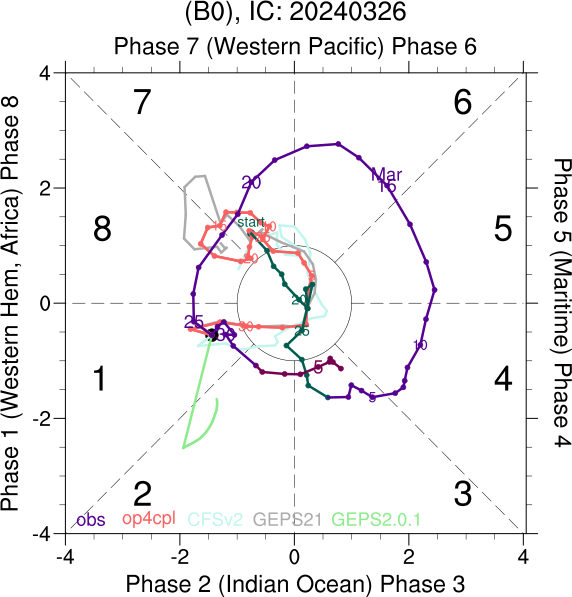 (B0), IC: 20240326
Phase 7 (Western Pacific) Phase 6
Phase 1 (Western Hem, Africa) Phase 8
Phase 5 (Maritime) Phase 4
4
2
0
-2
-4
7
6
8
5
1
4
2
3
20
Mar
15
start
25
10
5
5
20
30
obs op4cpl CFSv2 GEPS21 GEPS2.0.1
-4 -2 0 2 4
Phase 2 (Indian Ocean) Phase 3